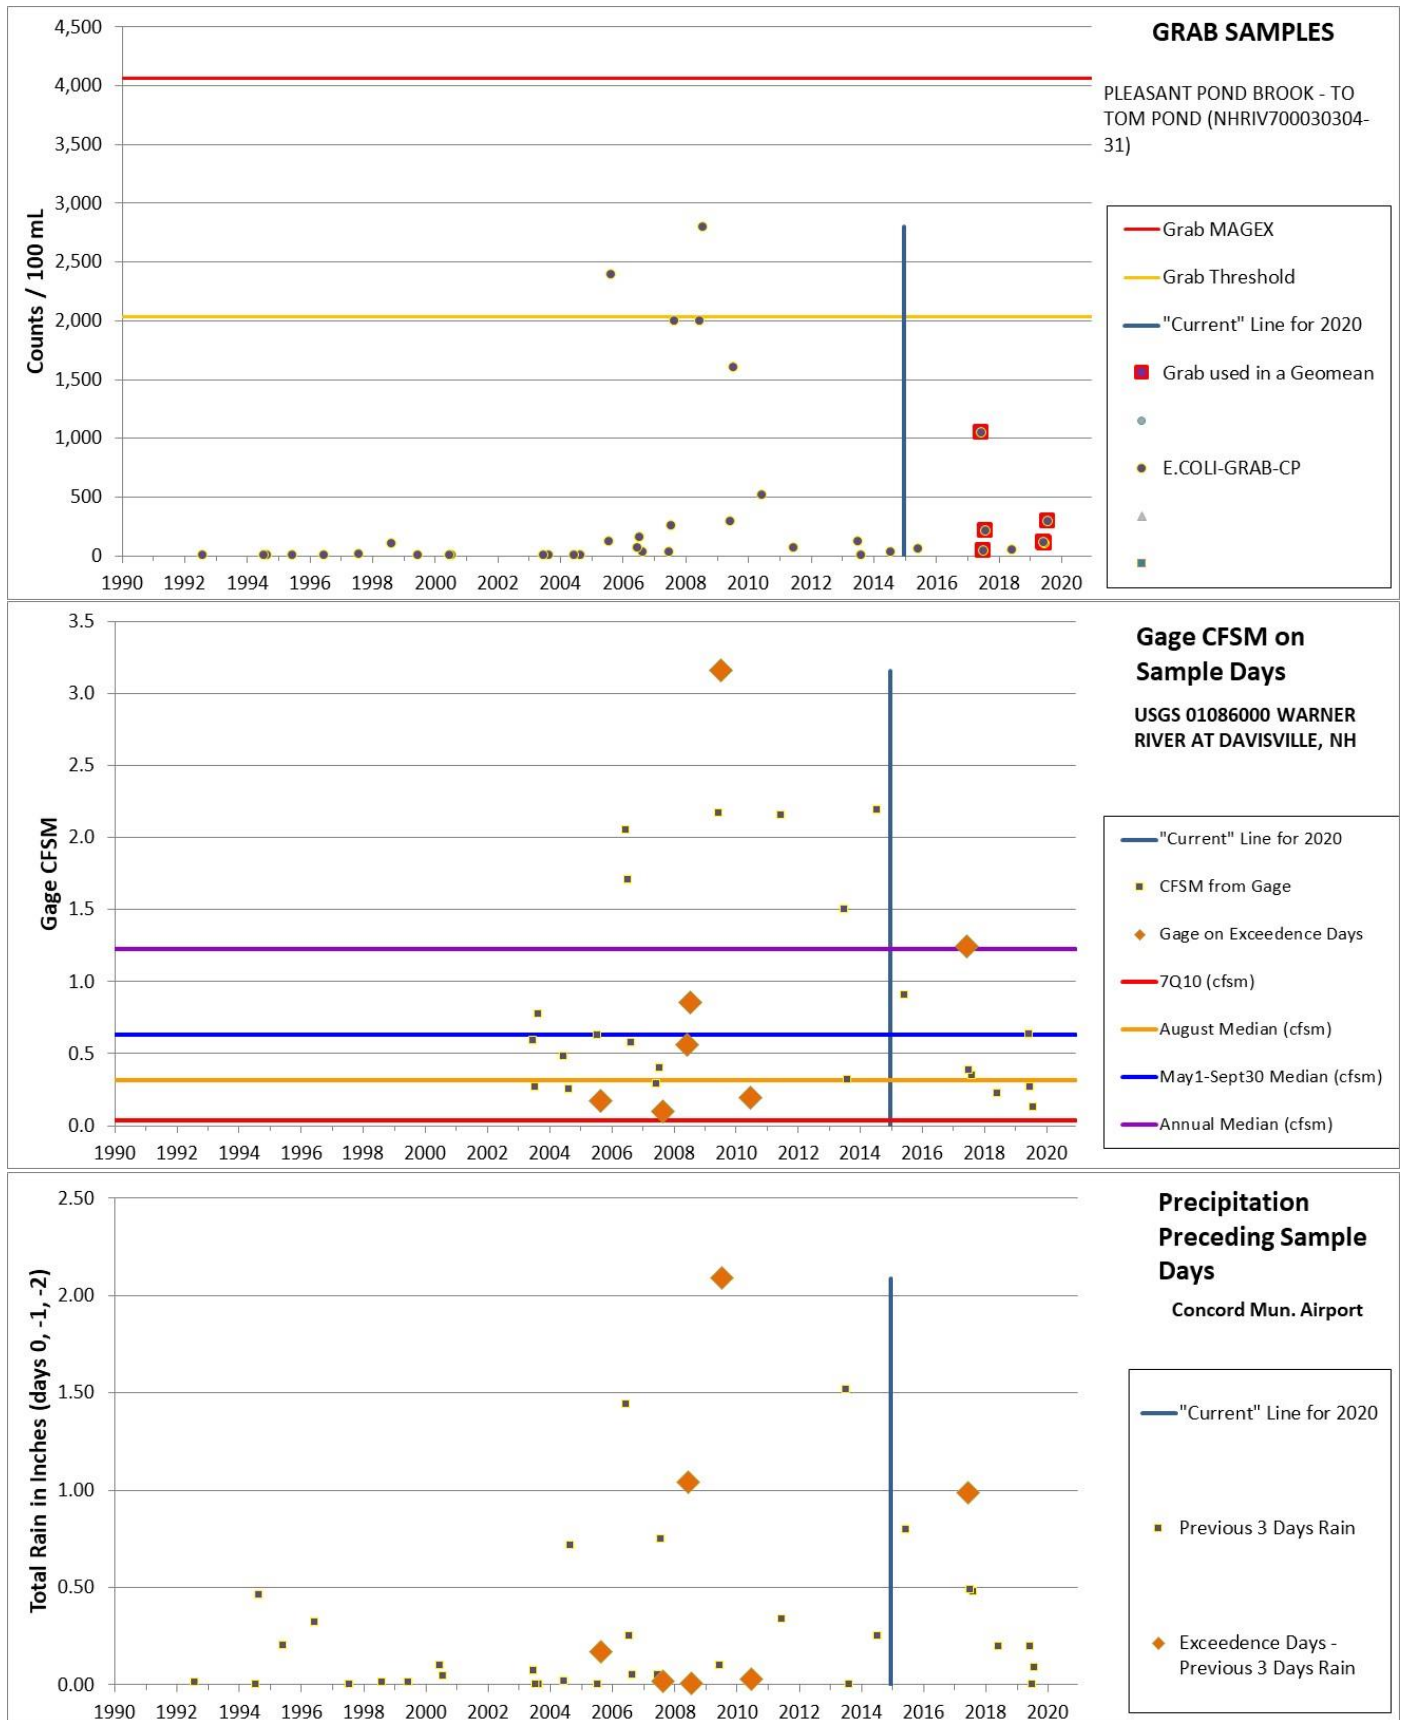 GRAB SAMPLES
PLEASANT POND BROOK - TO
TOM POND (NHRIV700030304-
31)
Counts / 100 mL
4,500
4,000
3,500
3,000
2,500
2,000
1,500
1,000
500
0
1990 1992 1994 1996 1998 2000 2002 2004 2006 2008 2010 2012 2014 2016 2018 2020
Grab MAGEX
Grab Threshold
"Current" Line for 2020
Grab used in a Geomean
E.COLI-GRAB-CP
Gage CFSM on
Sample Days
USGS 01086000 WARNER
RIVER AT DAVISVILLE, NH
Gage CFSM
3.5
3.0
2.5
2.0
1.5
1.0
0.5
0.0
1990 1992 1994 1996 1998 2000 2002 2004 2006 2008 2010 2012 2014 2016 2018 2020
"Current" Line for 2020
CFSM from Gage
Gage on Exceedence Days
7Q10 (cfsm)
August Median (cfsm)
May1-Sept30 Median (cfsm)
Annual Median (cfsm)
Precipitation
Preceding Sample
Days
Concord Mun. Airport
Total Rain in Inches (days 0, -1, -2)
2.50
2.00
1.50
1.00
0.50
0.00
1990 1992 1994 1996 1998 2000 2002 2004 2006 2008 2010 2012 2014 2016 2018 2020
"Current" Line for 2020
Previous 3 Days Rain
Exceedence Days -
Previous 3 Days Rain